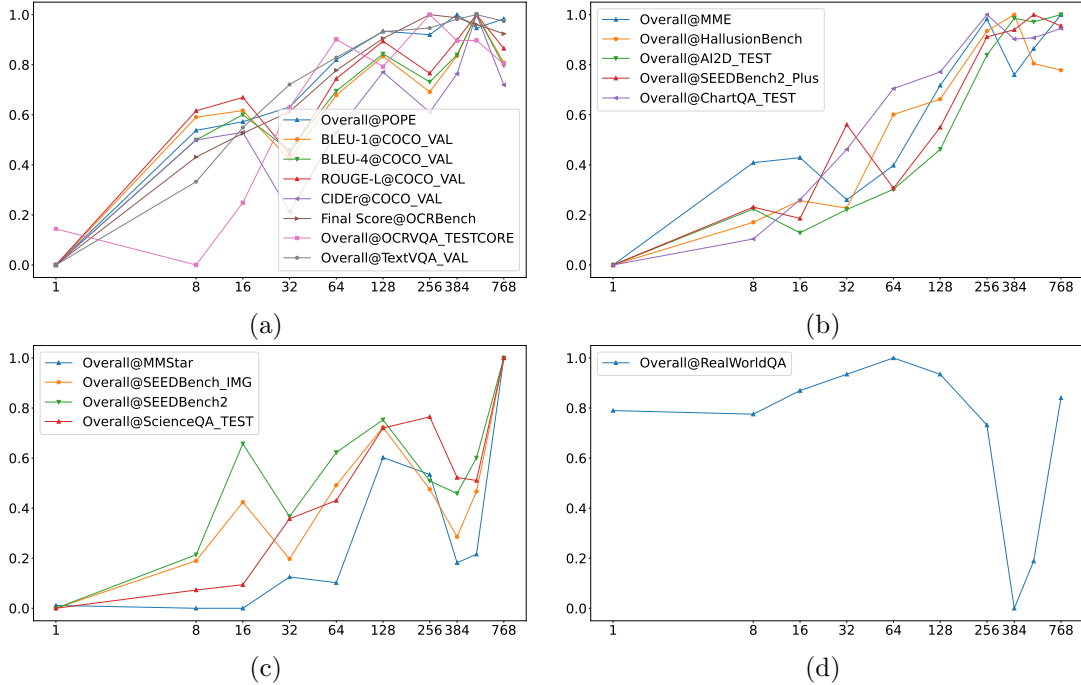 1.0
0.8
0.6
0.4
0.2
0.0
Overall@POPE
BLEU-1@COCO_VAL
BLEU-4@COCO_VAL
ROUGE-L@COCO_VAL
CIDEr@COCO_VAL
Final Score@OCRBench
Overall@OCRVQA_TESTCORE
Overall@TextVQA_VAL
1 8 16 32 64 128 256 384 768
(a)
1.0
0.8
0.6
0.4
0.2
0.0
Overall@MME
Overall@HallusionBench
Overall@AI2D_TEST
Overall@SEEDBench2_Plus
Overall@ChartQA_TEST
1 8 16 32 64 128 256 384 768
(b)
1.0
0.8
0.6
0.4
0.2
0.0
Overall@MMStar
Overall@SEEDBench_IMG
Overall@SEEDBench2
Overall@ScienceQA_TEST
1 8 16 32 64 128 256 384 768
(c)
1.0
0.8
0.6
0.4
0.2
0.0
Overall@RealWorldQA
1 8 16 32 64 128 256 384 768
(d)